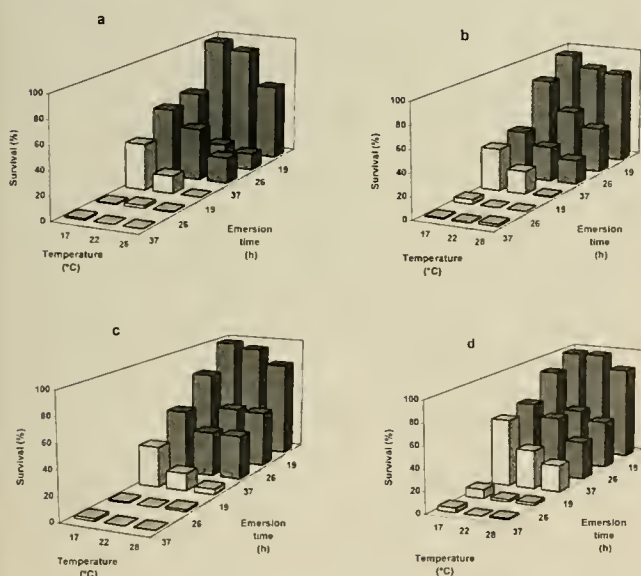 a
Survival (%)
100
80
60
40
20
0
17 22 28
Temperature
(°C)
37 26 19 37 26 19
Emersion
time
(h)
b
Survival (%)
100
80
60
40
20
0
17 22 28
Temperature
(°C)
37 26 19 37 26 19
Emersion
time
(h)
c
Survival (%)
100
80
60
40
20
0
17 22 28
Temperature
(°C)
37 26 19 37 26 19
Emersion
time
(h)
d
Survival (%)
100
80
60
40
20
0
17 22 28
Temperature
(°C)
37 26 19 37 26 19
Emersion
time
(h)